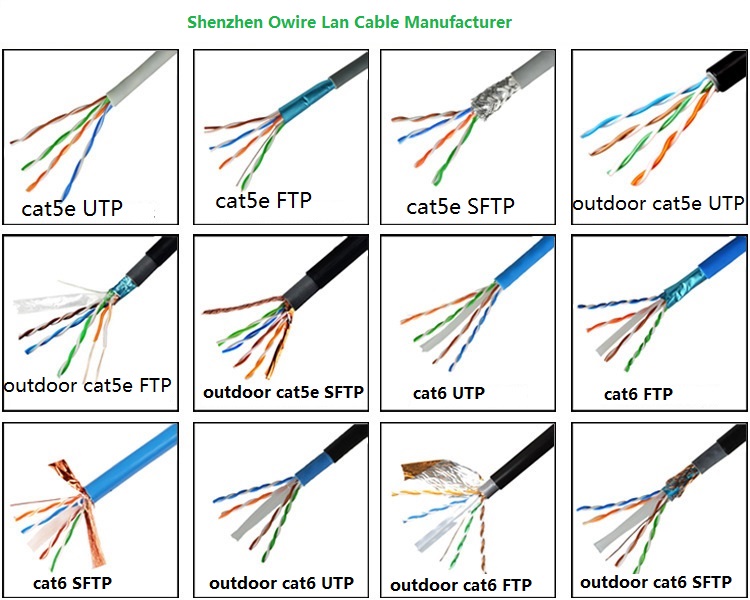 Shenzhen Owire Lan Cable Manufacturer
cat5e UTP
cat5e FTP
cat5e SFTP
outdoor cat5e UTP
outdoor cat5e FTP
outdoor cat5e SFTP
cat6 UTP
cat6 FTP
cat6 SFTP
outdoor cat6 UTP
outdoor cat6 FTP
outdoor cat6 SFTP